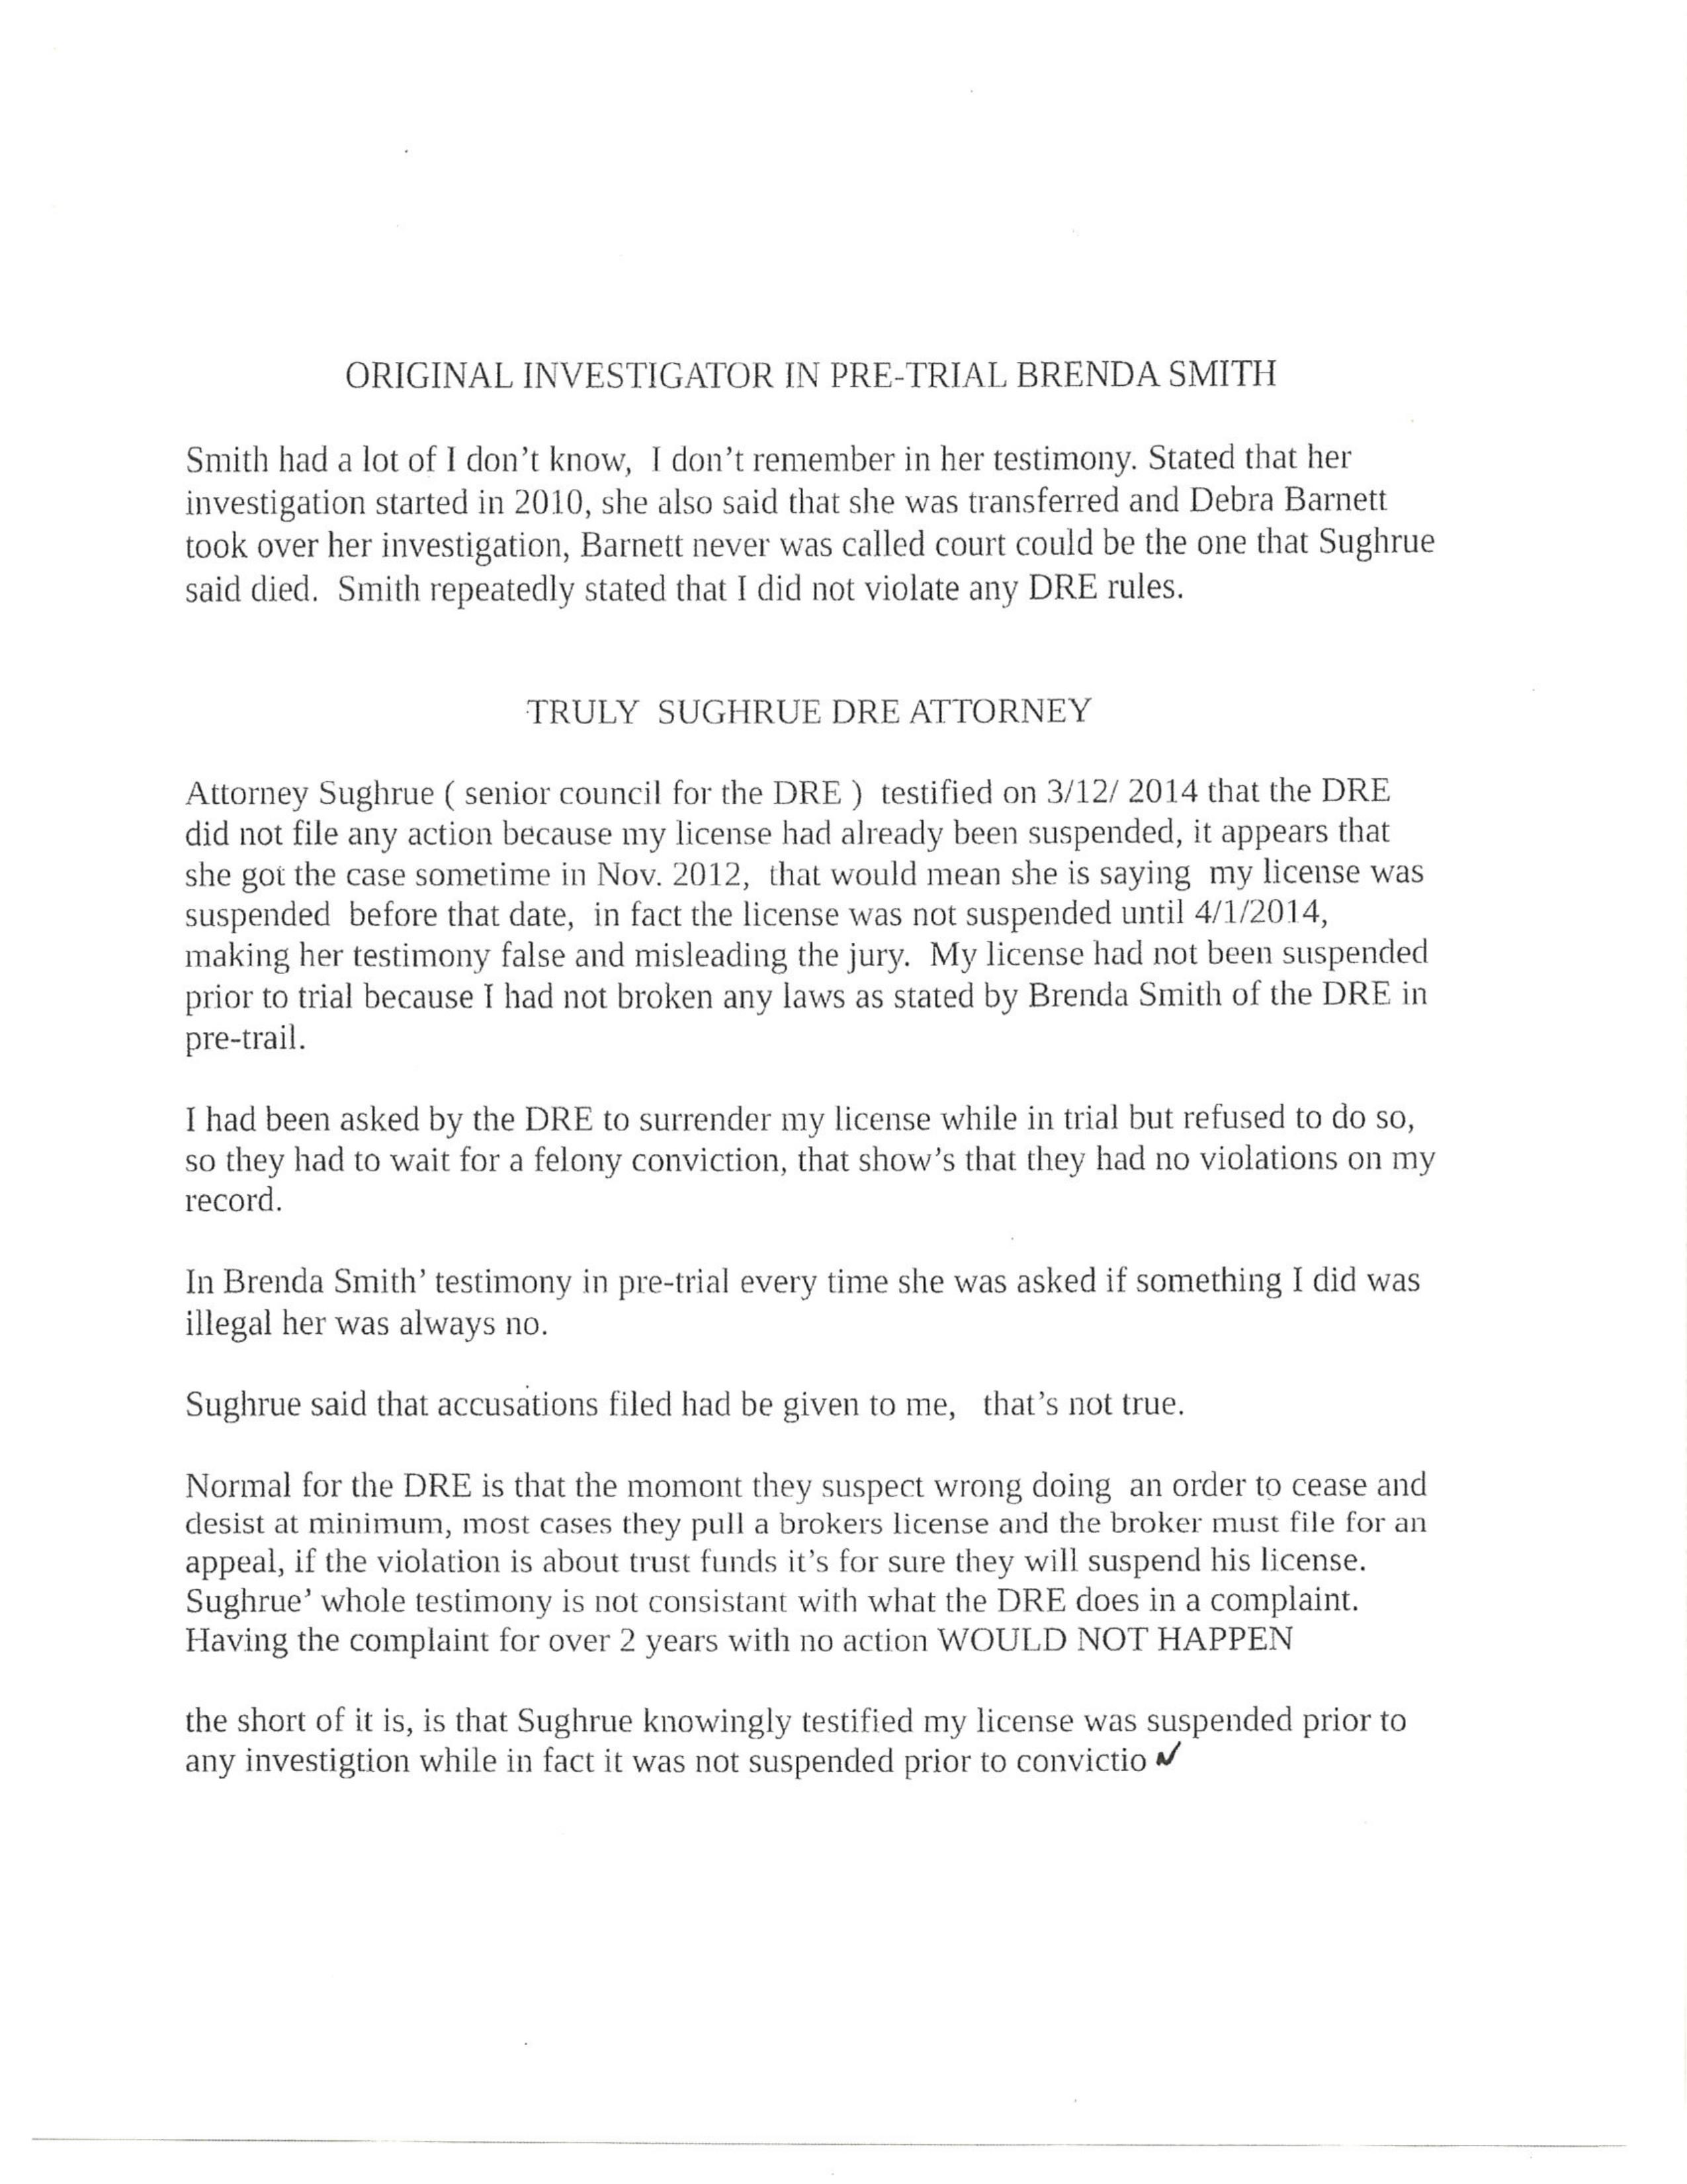 ORIGINAL INVESTIGATOR IN PRE-TRIAL BRENDA SMITH
Smith had a lot of I don't know, I don't remember in her testimony. Stated that her
investigation started in 2010, she also said that she was transferred and Debra Barnett
took over her investigation, Barnett never was called court could be the one that Sughrue
said died. Smith repeatedly stated that I did not violate any DRE rules.
TRULY SUGHRUE DRE ATTORNEY
Attorney Sughrue ( senior council for the DRE ) testified on 3/12/ 2014 that the DRE
did not file any action because my license had already been suspended, it appears that
she got the case sometime in Nov. 2012, that would mean she is saying my license was
suspended before that date, in fact the license was not suspended until 4/1/2014,
making her testimony false and misleading the jury. My license had not been suspended
prior to trial because I had not broken any laws as stated by Brenda Smith of the DRE in
pre-trail.
I had been asked by the DRE to surrender my license while in trial but refused to do so,
so they had to wait for a felony conviction, that show's that they had no violations on my
record.
In Brenda Smith' testimony in pre-trial every time she was asked if something I did was
illegal her was always no.
Sughrue said that accusations filed had be given to me, that's not true.
Normal for the DRE is that the momont they suspect wrong doing an order to cease and
desist at minimum, most cases they pull a brokers license and the broker must file for an
appeal, if the violation is about trust funds it's for sure they will suspend his license.
Sughrue' whole testimony is not consistant with what the DRE does in a complaint.
Having the complaint for over 2 years with no action WOULD NOT HAPPEN
the short of it is, is that Sughrue knowingly testified my license was suspended prior to
any investigtion while in fact it was not suspended prior to convictioN